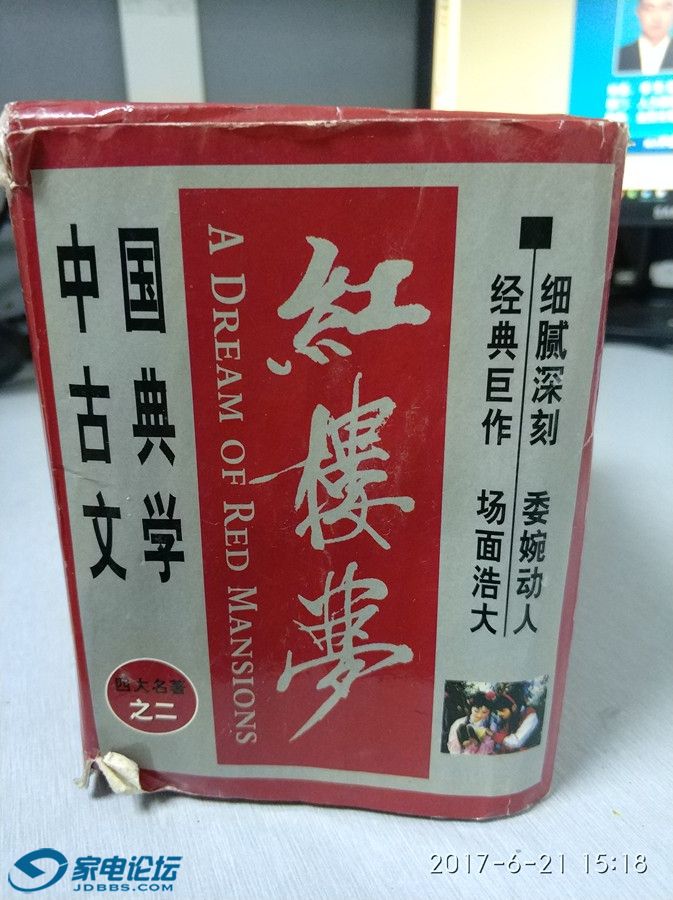 中国
古典
文学
四大名著
之二
A DREAM OF RED MANSIONS
紅樓夢
细腻深刻 委婉动人
经典巨作 场面浩大
家电论坛
JDBBS.COM
2017-6-21 15:18